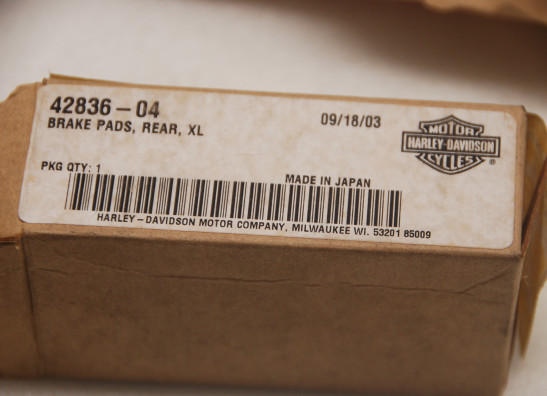 42836-04
BRAKE PADS, REAR, XL
09/18/03
MOTOR
HARLEY-DAVIDSON
CYCLES
®
PKG QTY: 1
MADE IN JAPAN
HARLEY-DAVIDSON MOTOR COMPANY, MILWAUKEE WI. 53201 85009